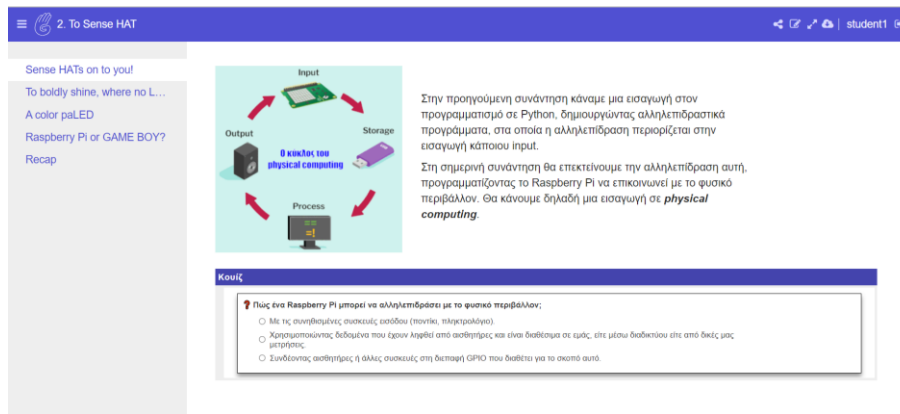 2. To Sense HAT
student1
Sense HATs on to you!
To boldly shine, where no L...
A color paLED
Raspberry Pi or GAME BOY?
Recap
Input
Output
Storage
Ο κύκλος του
physical computing
Process
==
=!
Στην προηγούμενη συνάντηση κάναμε μια εισαγωγή στον
προγραμματισμό σε Python, δημιουργώντας αλληλεπιδραστικά
προγράμματα, στα οποία η αλληλεπίδραση περιορίζεται στην
εισαγωγή κάποιου input.
Στη σημερινή συνάντηση θα επεκτείνουμε την αλληλεπίδραση αυτή,
προγραμματίζοντας το Raspberry Pi να επικοινωνεί με το φυσικό
περιβάλλον. Θα κάνουμε δηλαδή μια εισαγωγή σε physical
computing.
Κουίζ
Πώς ένα Raspberry Pi μπορεί να αλληλεπιδράσει με το φυσικό περιβάλλον;
Με τις συνηθισμένες συσκευές εισόδου (ποντίκι, πληκτρολόγιο).
Χρησιμοποιώντας δεδομένα που έχουν ληφθεί από αισθητήρες και είναι διαθέσιμα σε εμάς, είτε μέσω διαδικτύου είτε από δικές μας
μετρήσεις.
Συνδέοντας αισθητήρες ή άλλες συσκευές στη διεπαφή GPIO που διαθέτει για το σκοπό αυτό.